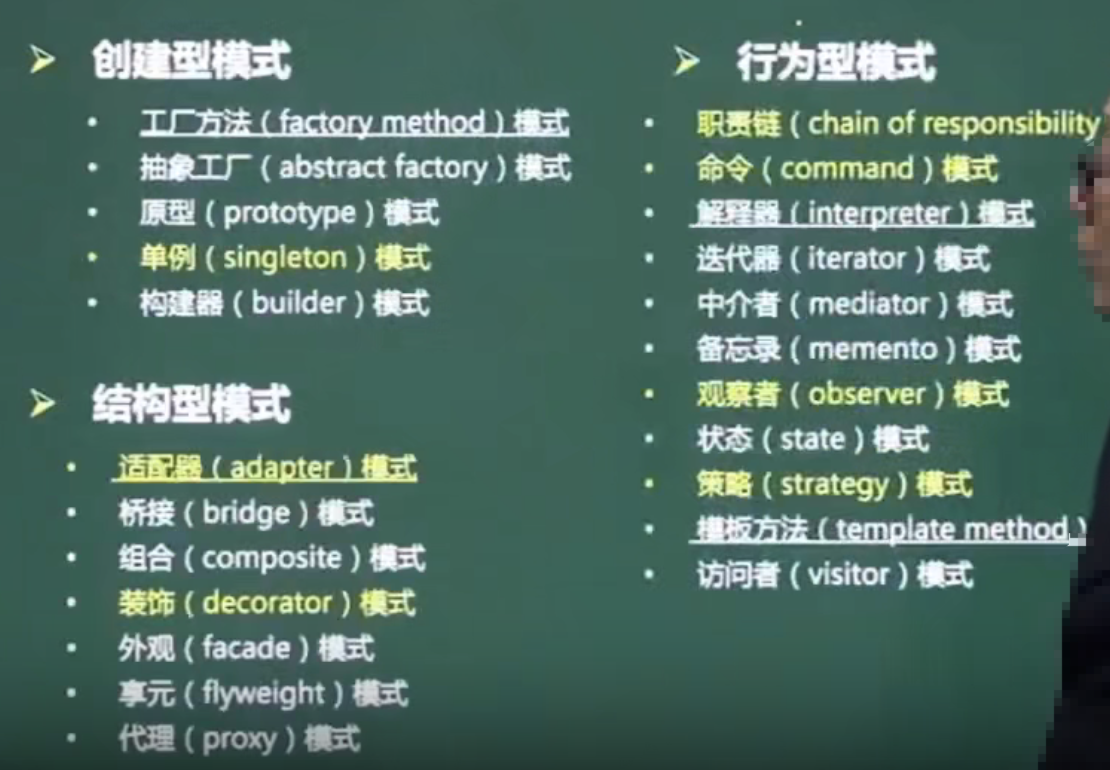 创建型模式
工厂方法（factory method）模式
抽象工厂（abstract factory）模式
原型（prototype）模式
单例（singleton）模式
构建器（builder）模式
结构型模式
适配器（adapter）模式
桥接（bridge）模式
组合（composite）模式
装饰（decorator）模式
外观（facade）模式
享元（flyweight）模式
代理（proxy）模式
行为型模式
职责链（chain of responsibility
命令（command）模式
解释器（interpreter）模式
迭代器（iterator）模式
中介者（mediator）模式
备忘录（memento）模式
观察者（observer）模式
状态（state）模式
策略（strategy）模式
模板方法（template method）
访问者（visitor）模式